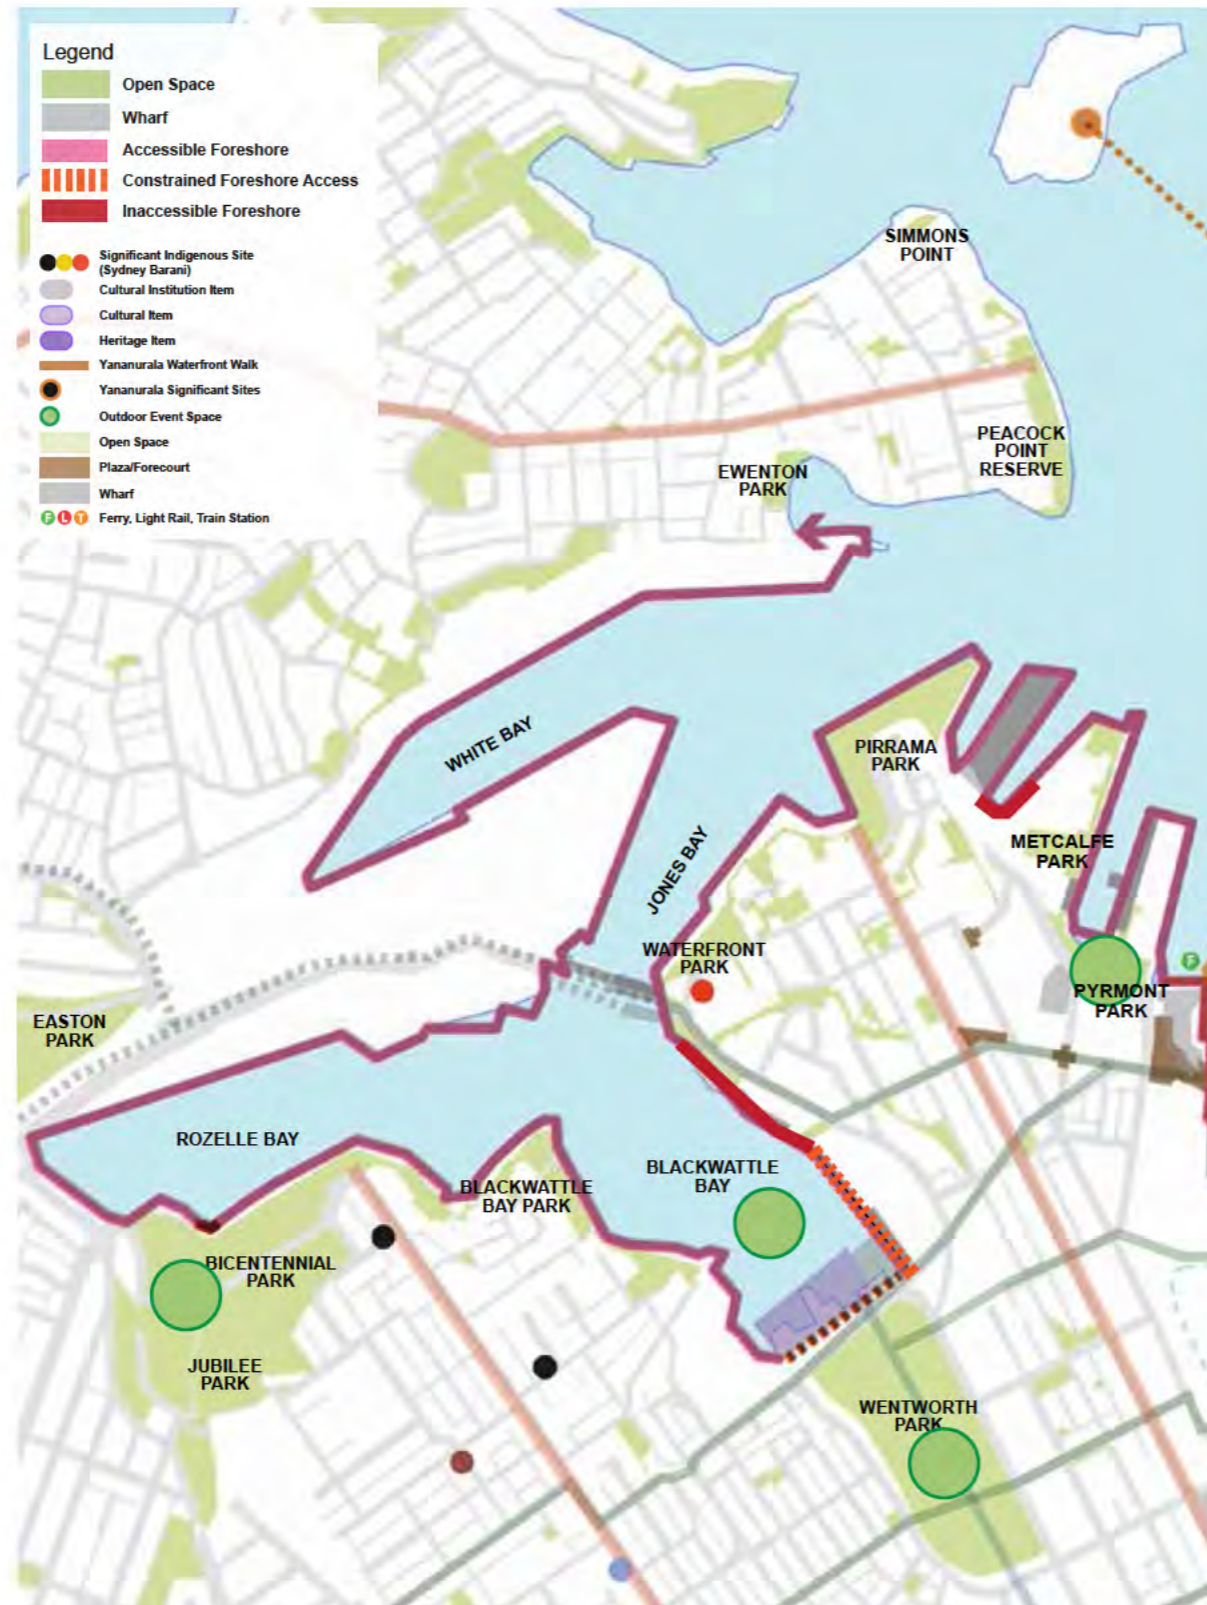 Legend
Open Space
Wharf
Accessible Foreshore
Constrained Foreshore Access
Inaccessible Foreshore
Significant Indigenous Site
(Sydney Barani)
Cultural Institution Item
Cultural Item
Heritage Item
Yananurala Waterfront Walk
Yananurala Significant Sites
Outdoor Event Space
Open Space
Plaza/Forecourt
Wharf
F L T Ferry, Light Rail, Train Station
SIMMONS
POINT
PEACOCK
POINT
RESERVE
EWENTON
PARK
WHITE BAY
PIRRAMA
PARK
JONES BAY
METCALFE
PARK
WATERFRONT
PARK
F
PYRMONT
PARK
EASTON
PARK
ROZELLE BAY
BLACKWATTLE
BAY
BLACKWATTLE
BAY PARK
BICENTENNIAL
PARK
JUBILEE
PARK
WENTWORTH
PARK